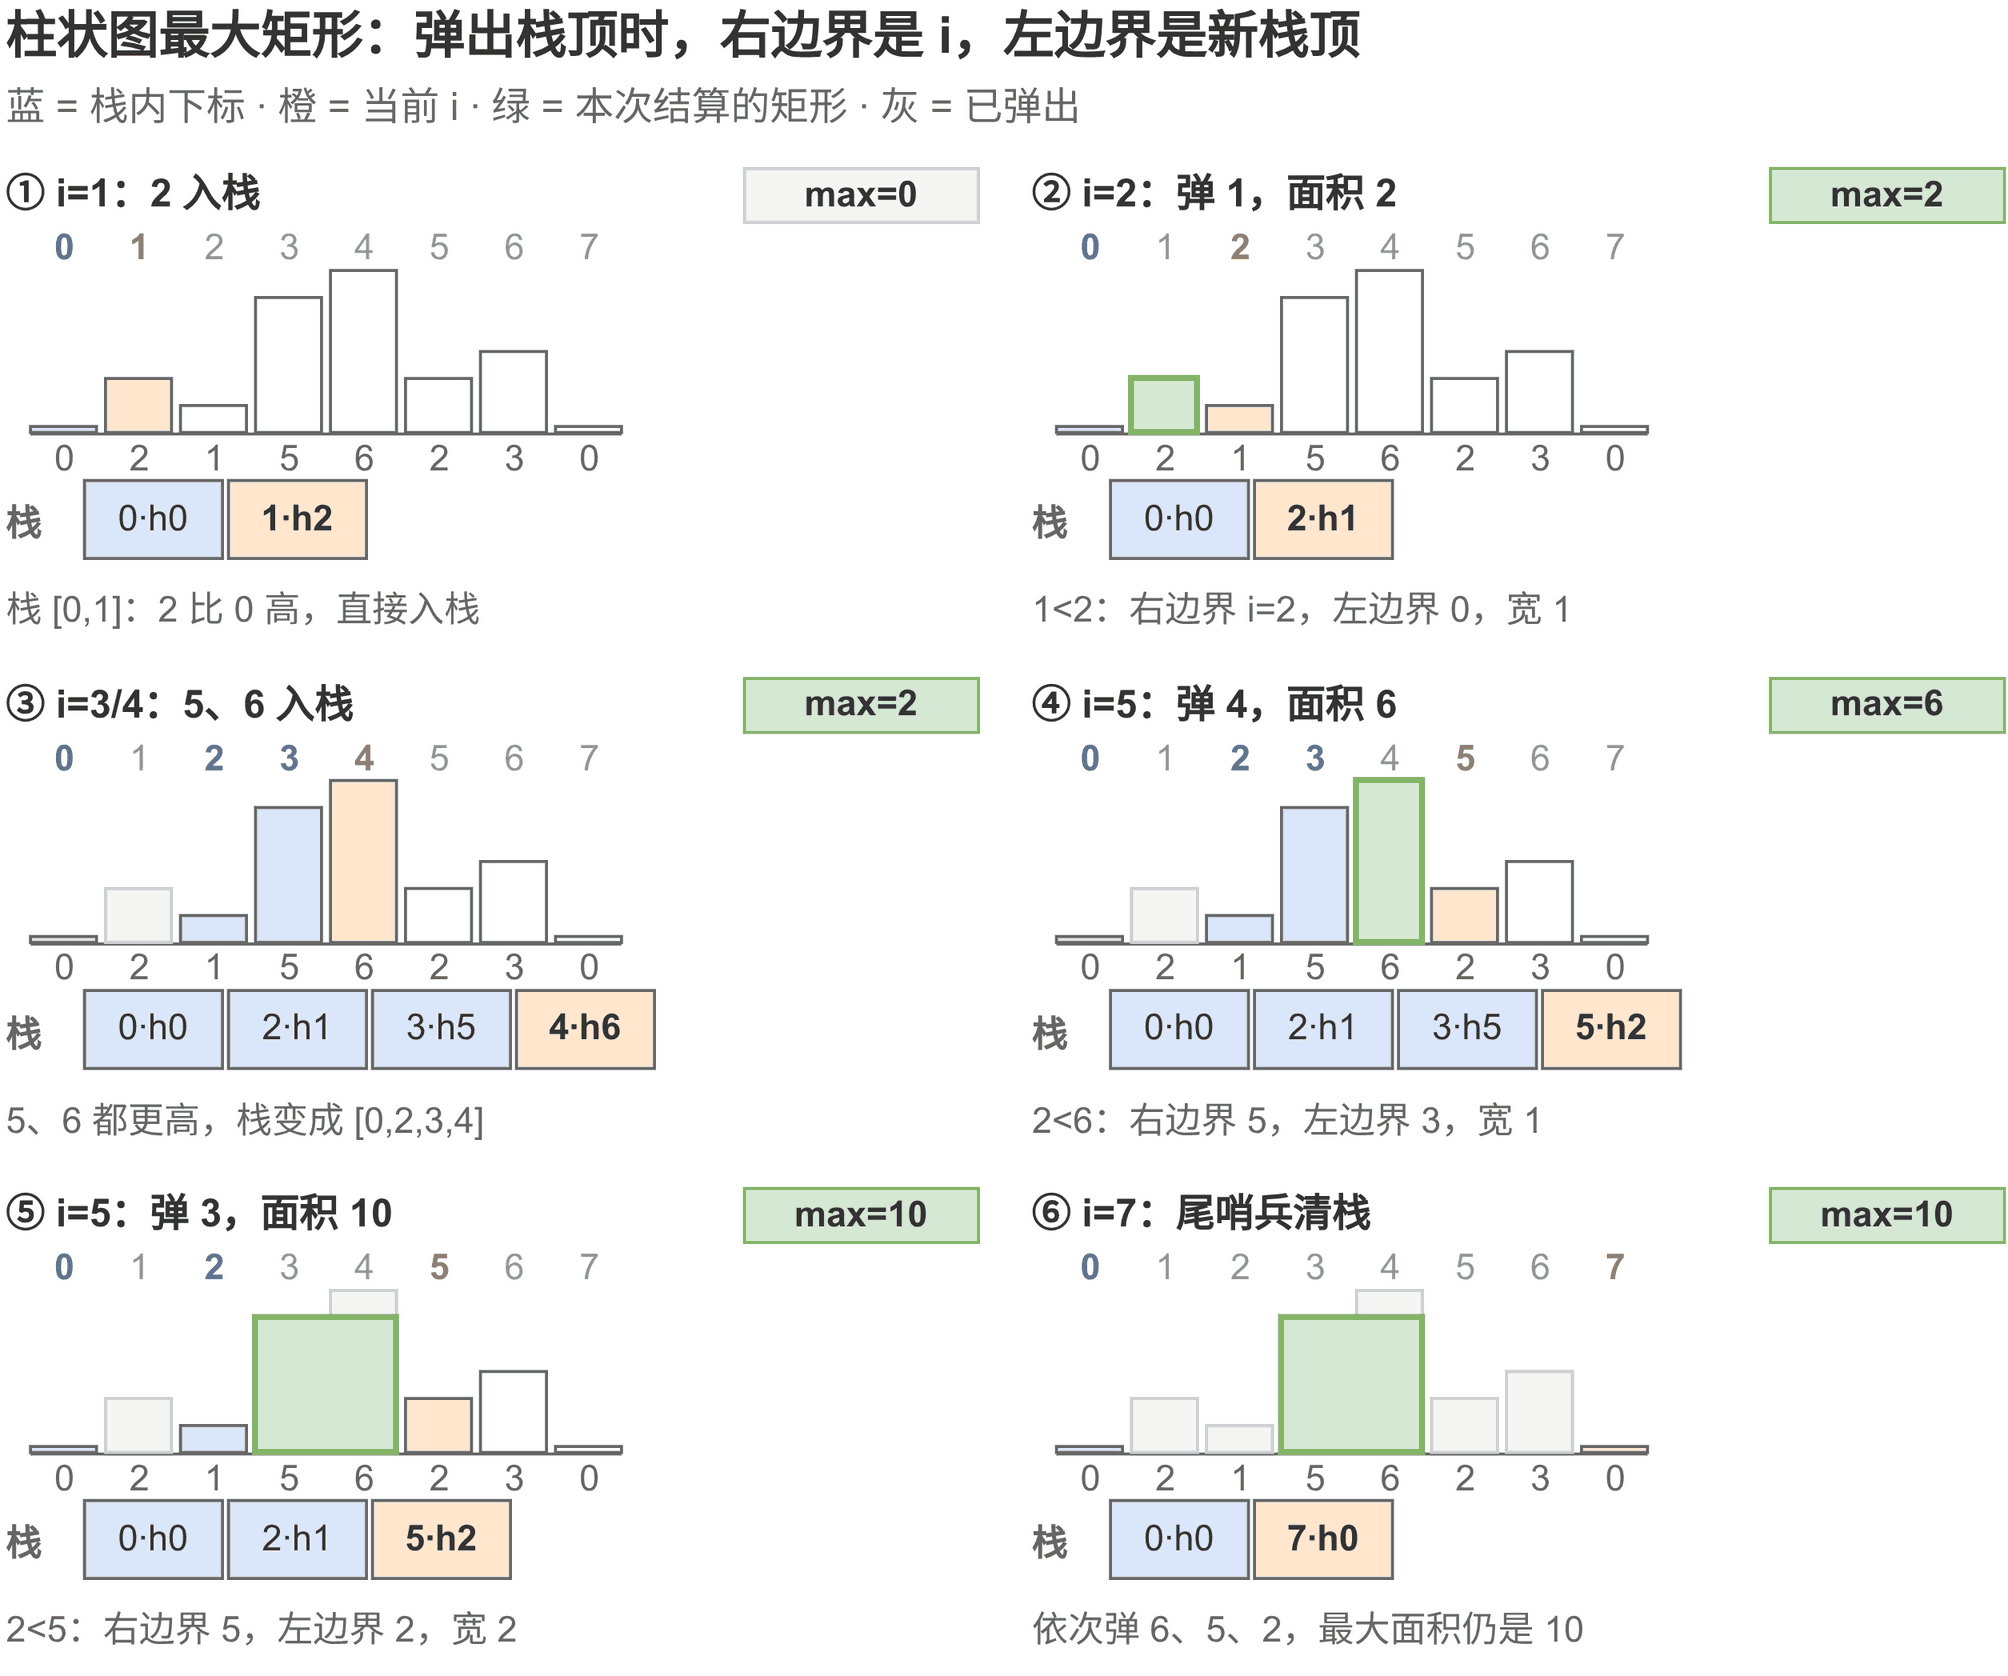 柱状图最大矩形：弹出栈顶时，右边界是 i，左边界是新栈顶
蓝 = 栈内下标 · 橙 = 当前 i · 绿 = 本次结算的矩形 · 灰 = 已弹出
① i=1：2 入栈
max=0
0 1 2 3 4 5 6 7
0 2 1 5 6 2 3 0
栈 0·h0 1·h2
栈 [0,1]：2 比 0 高，直接入栈
② i=2：弹 1，面积 2
max=2
0 1 2 3 4 5 6 7
0 2 1 5 6 2 3 0
栈 0·h0 2·h1
1<2：右边界 i=2，左边界 0，宽 1
③ i=3/4：5、6 入栈
max=2
0 1 2 3 4 5 6 7
0 2 1 5 6 2 3 0
栈 0·h0 2·h1 3·h5 4·h6
5、6 都更高，栈变成 [0,2,3,4]
④ i=5：弹 4，面积 6
max=6
0 1 2 3 4 5 6 7
0 2 1 5 6 2 3 0
栈 0·h0 2·h1 3·h5 5·h2
2<6：右边界 5，左边界 3，宽 1
⑤ i=5：弹 3，面积 10
max=10
0 1 2 3 4 5 6 7
0 2 1 5 6 2 3 0
栈 0·h0 2·h1 5·h2
2<5：右边界 5，左边界 2，宽 2
⑥ i=7：尾哨兵清栈
max=10
0 1 2 3 4 5 6 7
0 2 1 5 6 2 3 0
栈 0·h0 7·h0
依次弹 6、5、2，最大面积仍是 10